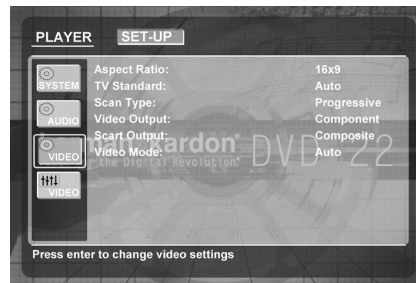 PLAYER SET-UP
SYSTEM
AUDIO
VIDEO
VIDEO
Aspect Ratio: 16x9
TV Standard: Auto
Scan Type: Progressive
Video Output: Component
Scart Output: Composite
Video Mode: Auto
kardon
the Digital Revolution.
DVD 22
Press enter to change video settings